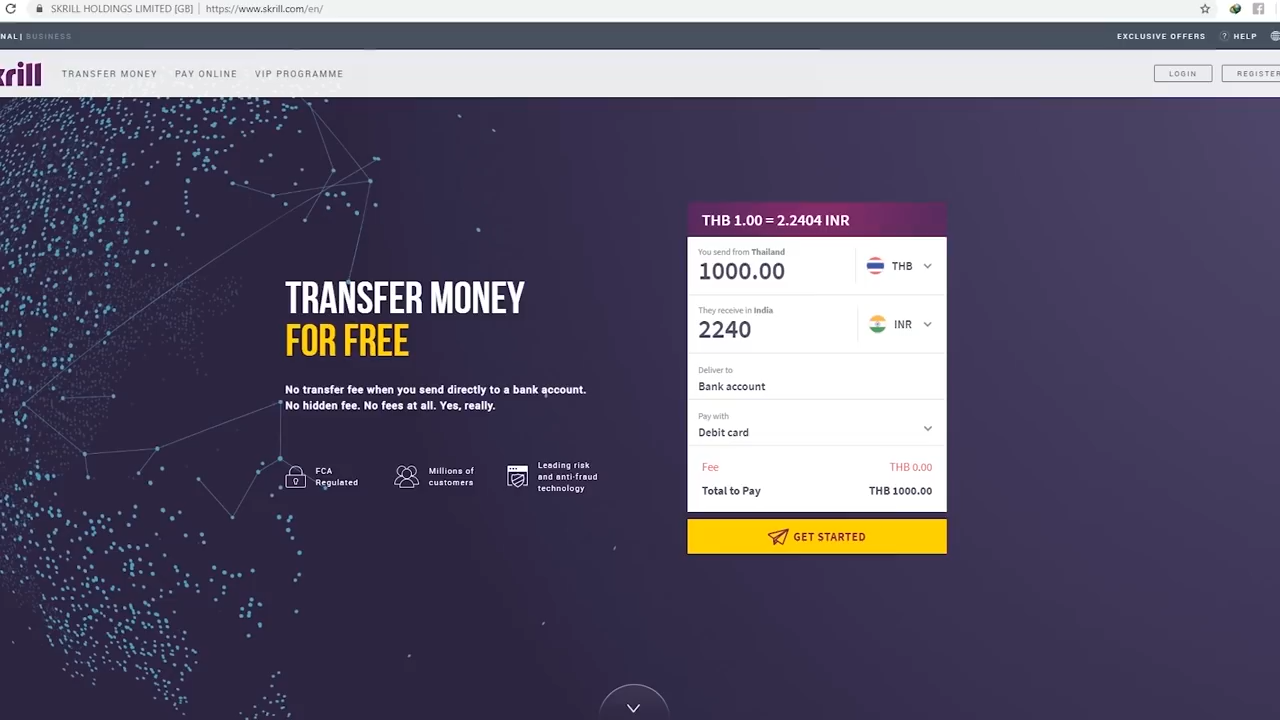 SKRILL HOLDINGS LIMITED [GB] | https://www.skrill.com/en/
NAL | BUSINESS
EXCLUSIVE OFFERS ? HELP
krill
TRANSFER MONEY PAY ONLINE VIP PROGRAMME
LOGIN REGISTER
THB 1.00 = 2.2404 INR
You send from Thailand
1000.00 THB
They receive in India
2240 INR
Deliver to
Bank account
Pay with
Debit card
Fee THB 0.00
Total to Pay THB 1000.00
GET STARTED
TRANSFER MONEY
FOR FREE
No transfer fee when you send directly to a bank account.
No hidden fee. No fees at all. Yes, really.
FCA
Regulated
Millions of
customers
Leading risk
and anti-fraud
technology